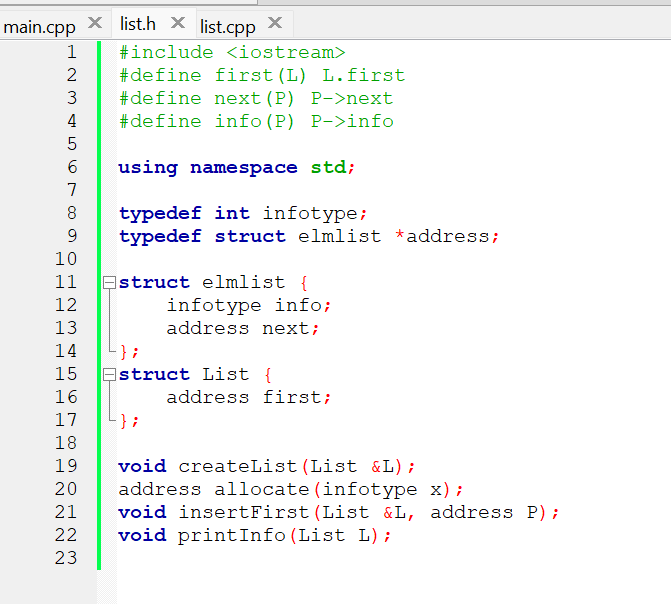 main.cpp × list.h × list.cpp ×
1 #include <iostream>
2 #define first(L) L.first
3 #define next(P) P->next
4 #define info(P) P->info
5
6 using namespace std;
7
8 typedef int infotype;
9 typedef struct elmlist *address;
10
11 struct elmlist {
12     infotype info;
13     address next;
14 };
15 struct List {
16     address first;
17 };
18
19 void createList(List &L);
20 address allocate(infotype x);
21 void insertFirst(List &L, address P);
22 void printInfo(List L);
23